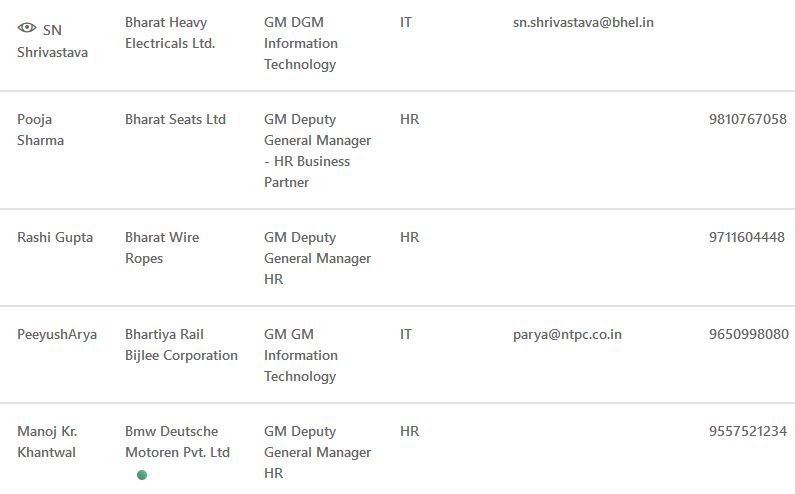 SN Shrivastava Bharat Heavy Electricals Ltd. GM DGM Information Technology IT sn.shrivastava@bhel.in
Pooja Sharma Bharat Seats Ltd GM Deputy General Manager - HR Business Partner HR 9810767058
Rashi Gupta Bharat Wire Ropes GM Deputy General Manager HR HR 9711604448
PeeyushArya Bhartiya Rail Bijlee Corporation GM GM Information Technology IT parya@ntpc.co.in 9650998080
Manoj Kr. Khantwal Bmw Deutsche Motoren Pvt. Ltd GM Deputy General Manager HR HR 9557521234